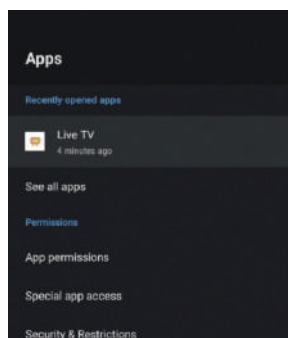 Apps
Recently opened apps
Live TV
4 minutes ago
See all apps
Permissions
App permissions
Special app access
Security & Restrictions